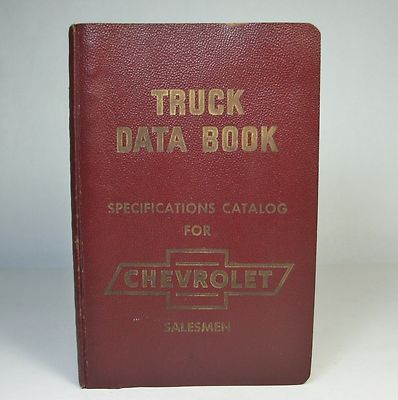 TRUCK
DATA BOOK
SPECIFICATIONS CATALOG
FOR
CHEVROLET
SALESMEN